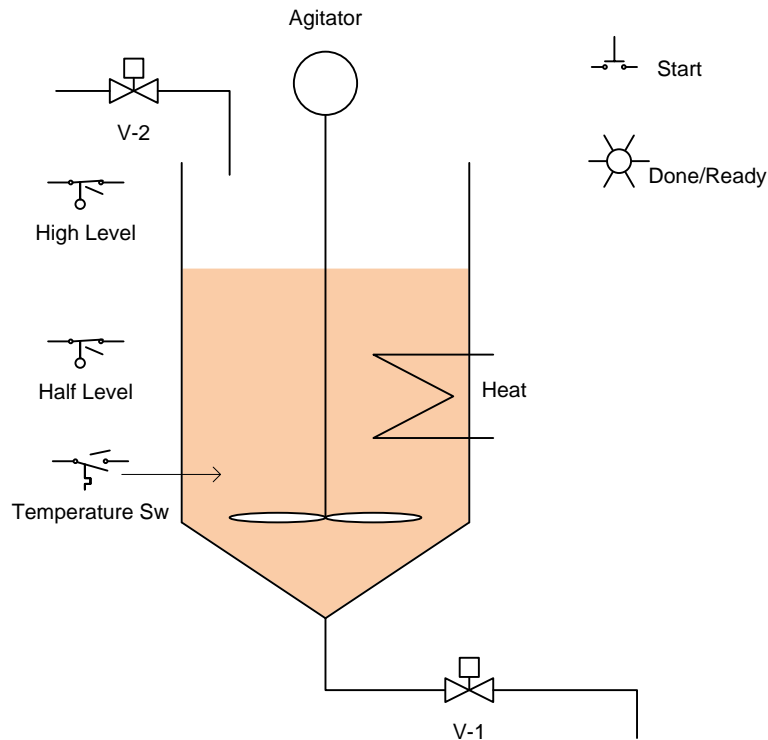 Agitator
Start
V-2
Done/Ready
High Level
Half Level
Heat
Temperature Sw
V-1